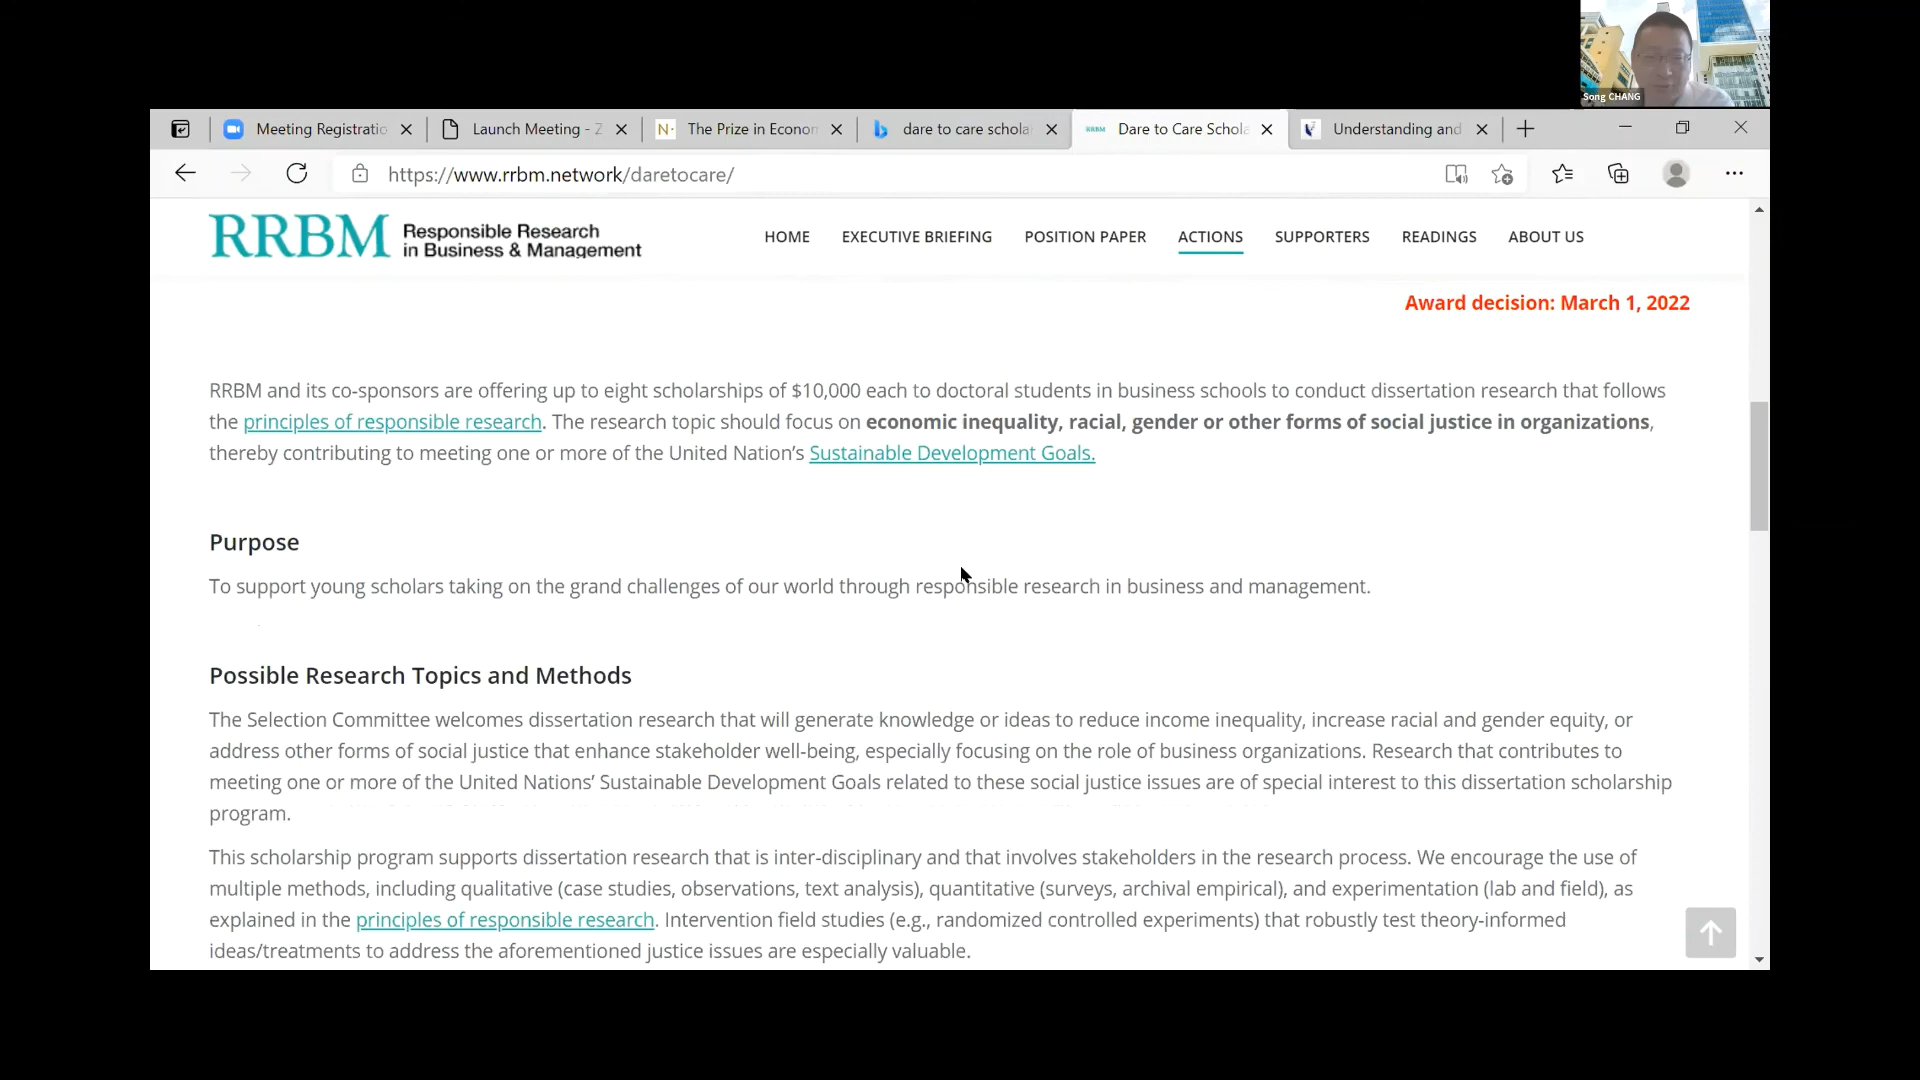 Song CHANG
Meeting Registratio
Launch Meeting - Z
N·
The Prize in Econom
dare to care schola
RRBM
Dare to Care Schola
Understanding and
https://www.rrbm.network/daretocare/
RRBM
Responsible Research
in Business & Management
HOME EXECUTIVE BRIEFING POSITION PAPER ACTIONS SUPPORTERS READINGS ABOUT US
Award decision: March 1, 2022
RRBM and its co-sponsors are offering up to eight scholarships of $10,000 each to doctoral students in business schools to conduct dissertation research that follows
the principles of responsible research. The research topic should focus on economic inequality, racial, gender or other forms of social justice in organizations,
thereby contributing to meeting one or more of the United Nation’s Sustainable Development Goals.
Purpose
To support young scholars taking on the grand challenges of our world through responsible research in business and management.
Possible Research Topics and Methods
The Selection Committee welcomes dissertation research that will generate knowledge or ideas to reduce income inequality, increase racial and gender equity, or
address other forms of social justice that enhance stakeholder well-being, especially focusing on the role of business organizations. Research that contributes to
meeting one or more of the United Nations’ Sustainable Development Goals related to these social justice issues are of special interest to this dissertation scholarship
program.
This scholarship program supports dissertation research that is inter-disciplinary and that involves stakeholders in the research process. We encourage the use of
multiple methods, including qualitative (case studies, observations, text analysis), quantitative (surveys, archival empirical), and experimentation (lab and field), as
explained in the principles of responsible research. Intervention field studies (e.g., randomized controlled experiments) that robustly test theory-informed
ideas/treatments to address the aforementioned justice issues are especially valuable.